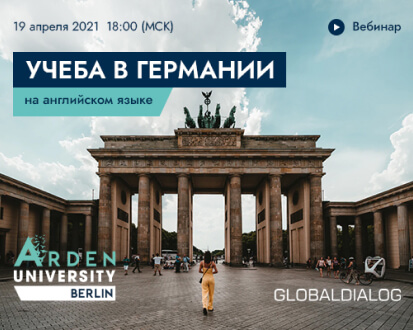 19 апреля 2021 18:00 (МСК)
Вебинар
УЧЕБА В ГЕРМАНИИ
на английском языке
ARDEN
UNIVERSITY
BERLIN
GLOBALDIALOG